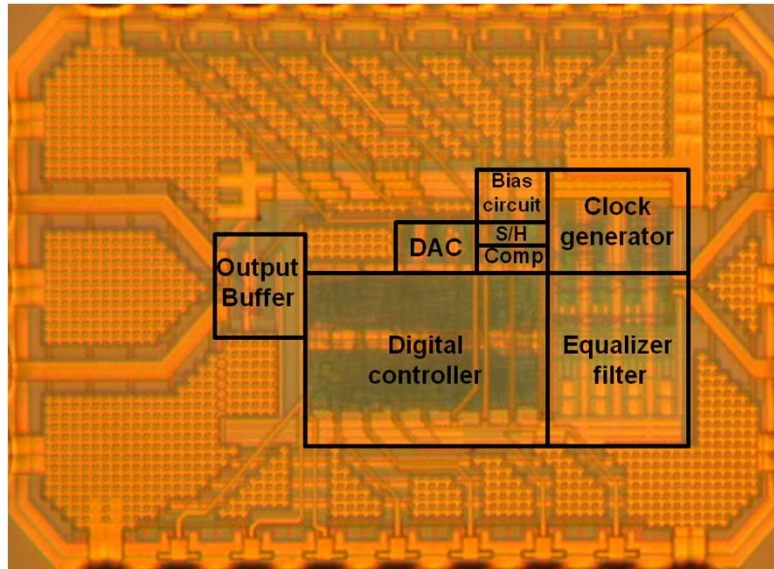 Bias
circuit
Clock
generator
S/H
DAC
Comp
Output
Buffer
Digital
controller
Equalizer
filter